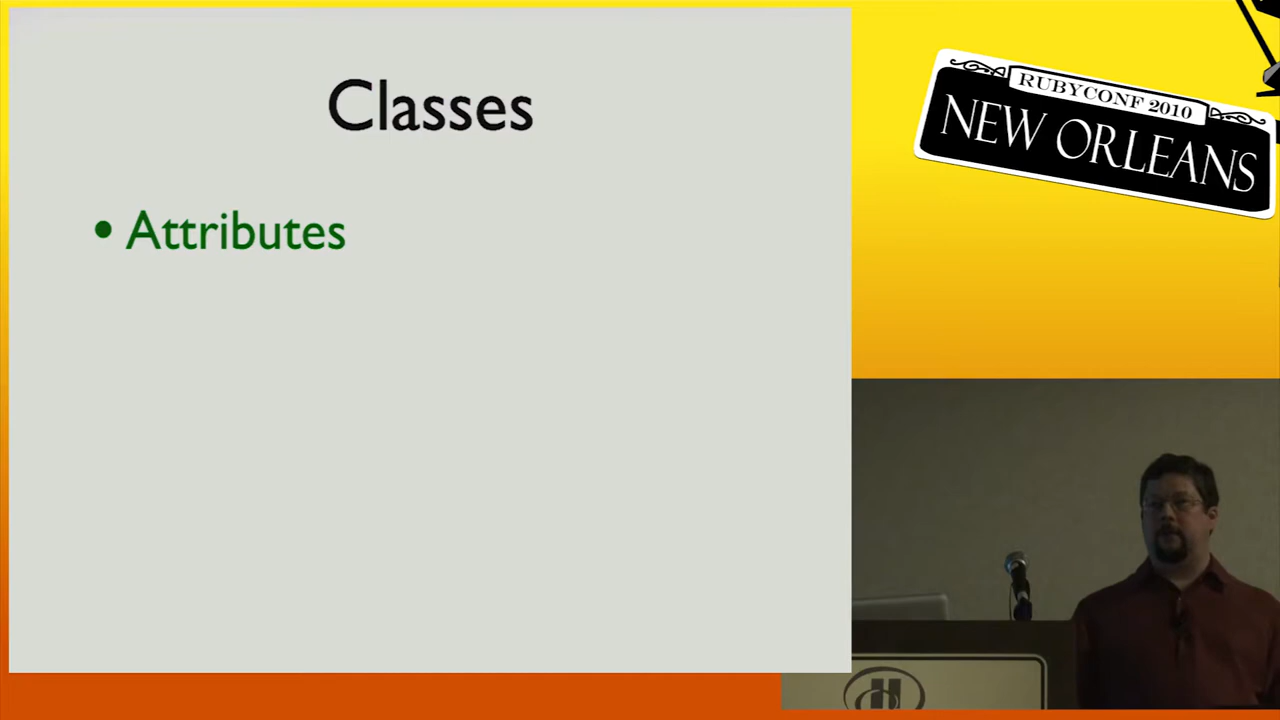 Classes
• Attributes
RUBYCONF 2010
NEW ORLEANS